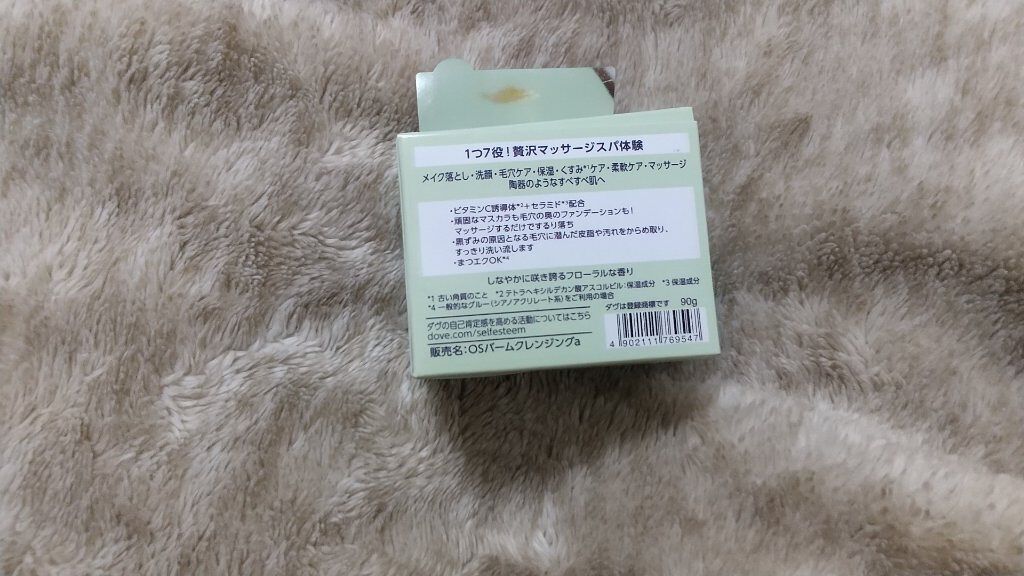 1つ7役！贅沢マッサージスパ体験
メイク落とし・洗顔・毛穴ケア・保湿・くすみ*1ケア・柔軟ケア・マッサージ
陶器のようなすべすべ肌へ
・ビタミンC誘導体*2＋セラミド*3配合
・頑固なマスカラも毛穴の奥のファンデーションも！
マッサージするだけでするり落ち
・黒ずみの原因となる毛穴に潜んだ皮脂や汚れをからめ取り、
すっきり洗い流します
・まつエクOK*4
しなやかに咲き誇るフローラルな香り
*1 古い角質のこと *2 テトラヘキシルデカン酸アスコルビル：保湿成分 *3 保湿成分
*4 一般的なグルー（シアノアクリレート系）をご利用の場合
ダヴは登録商標です 90g
ダヴの自己肯定感を高める活動についてはこちら
dove.com/selfesteem
販売名：OSバームクレンジングa
4 902111 769547